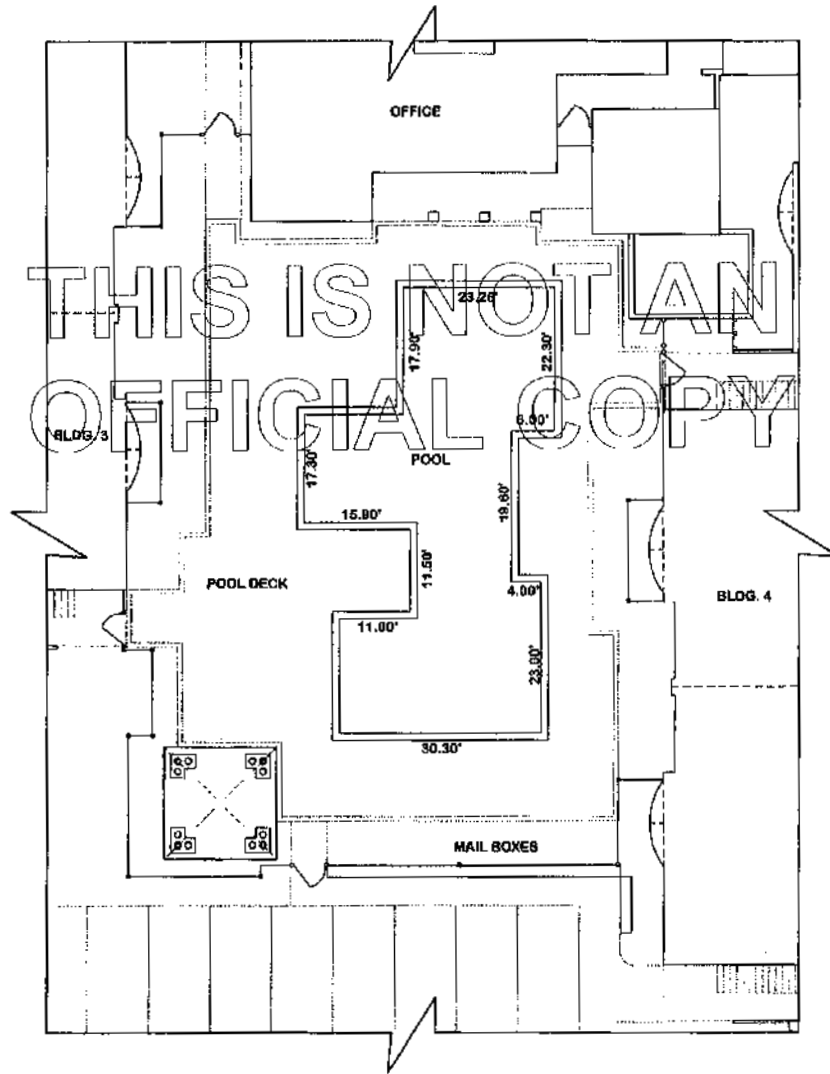 OFFICE
THIS IS NOT AN
23.26'
17.90'
22.30'
OFFICIAL COPY
BLDG. 3
6.00'
POOL
17.30'
15.90'
19.60'
11.50'
POOL DECK
4.00'
BLDG. 4
11.00'
23.00'
30.30'
MAIL BOXES